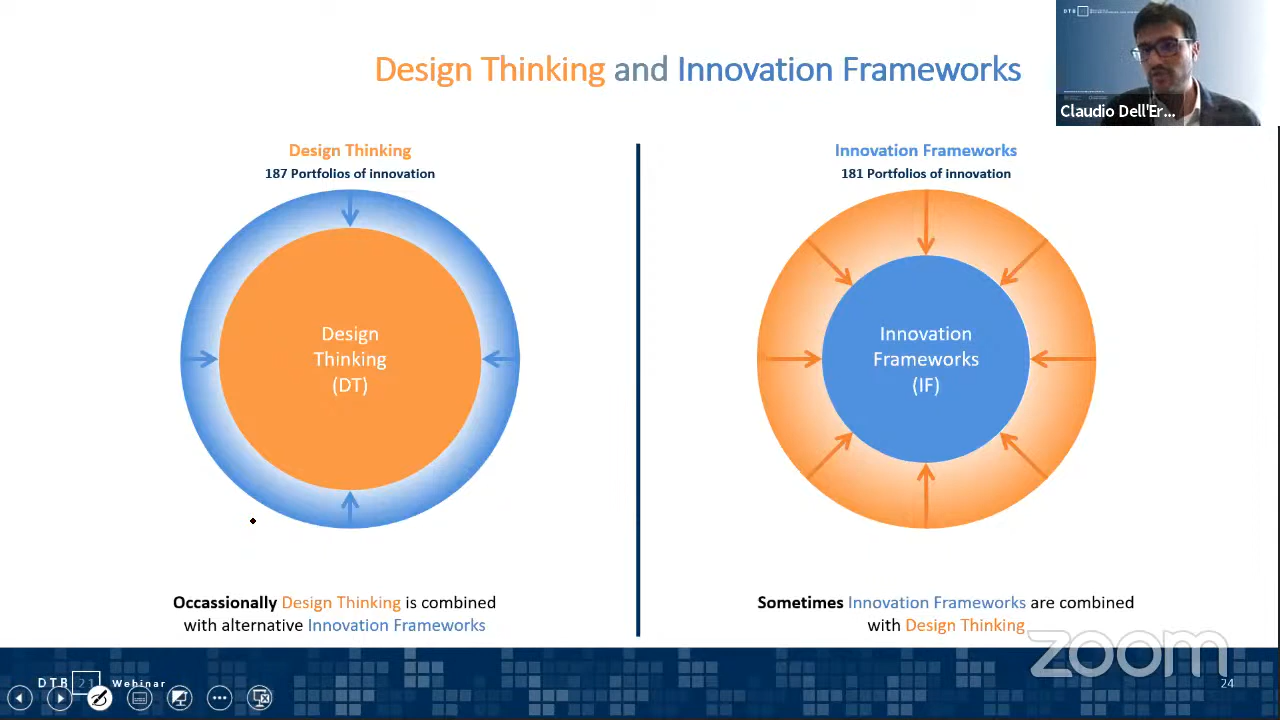 Design Thinking and Innovation Frameworks
Claudio Dell'Er...
Design Thinking
187 Portfolios of innovation
Design
Thinking
(DT)
Occassionally Design Thinking is combined
with alternative Innovation Frameworks
Innovation Frameworks
181 Portfolios of innovation
Innovation
Frameworks
(IF)
Sometimes Innovation Frameworks are combined
with Design Thinking
zoom
DTB 21 Webinar
24